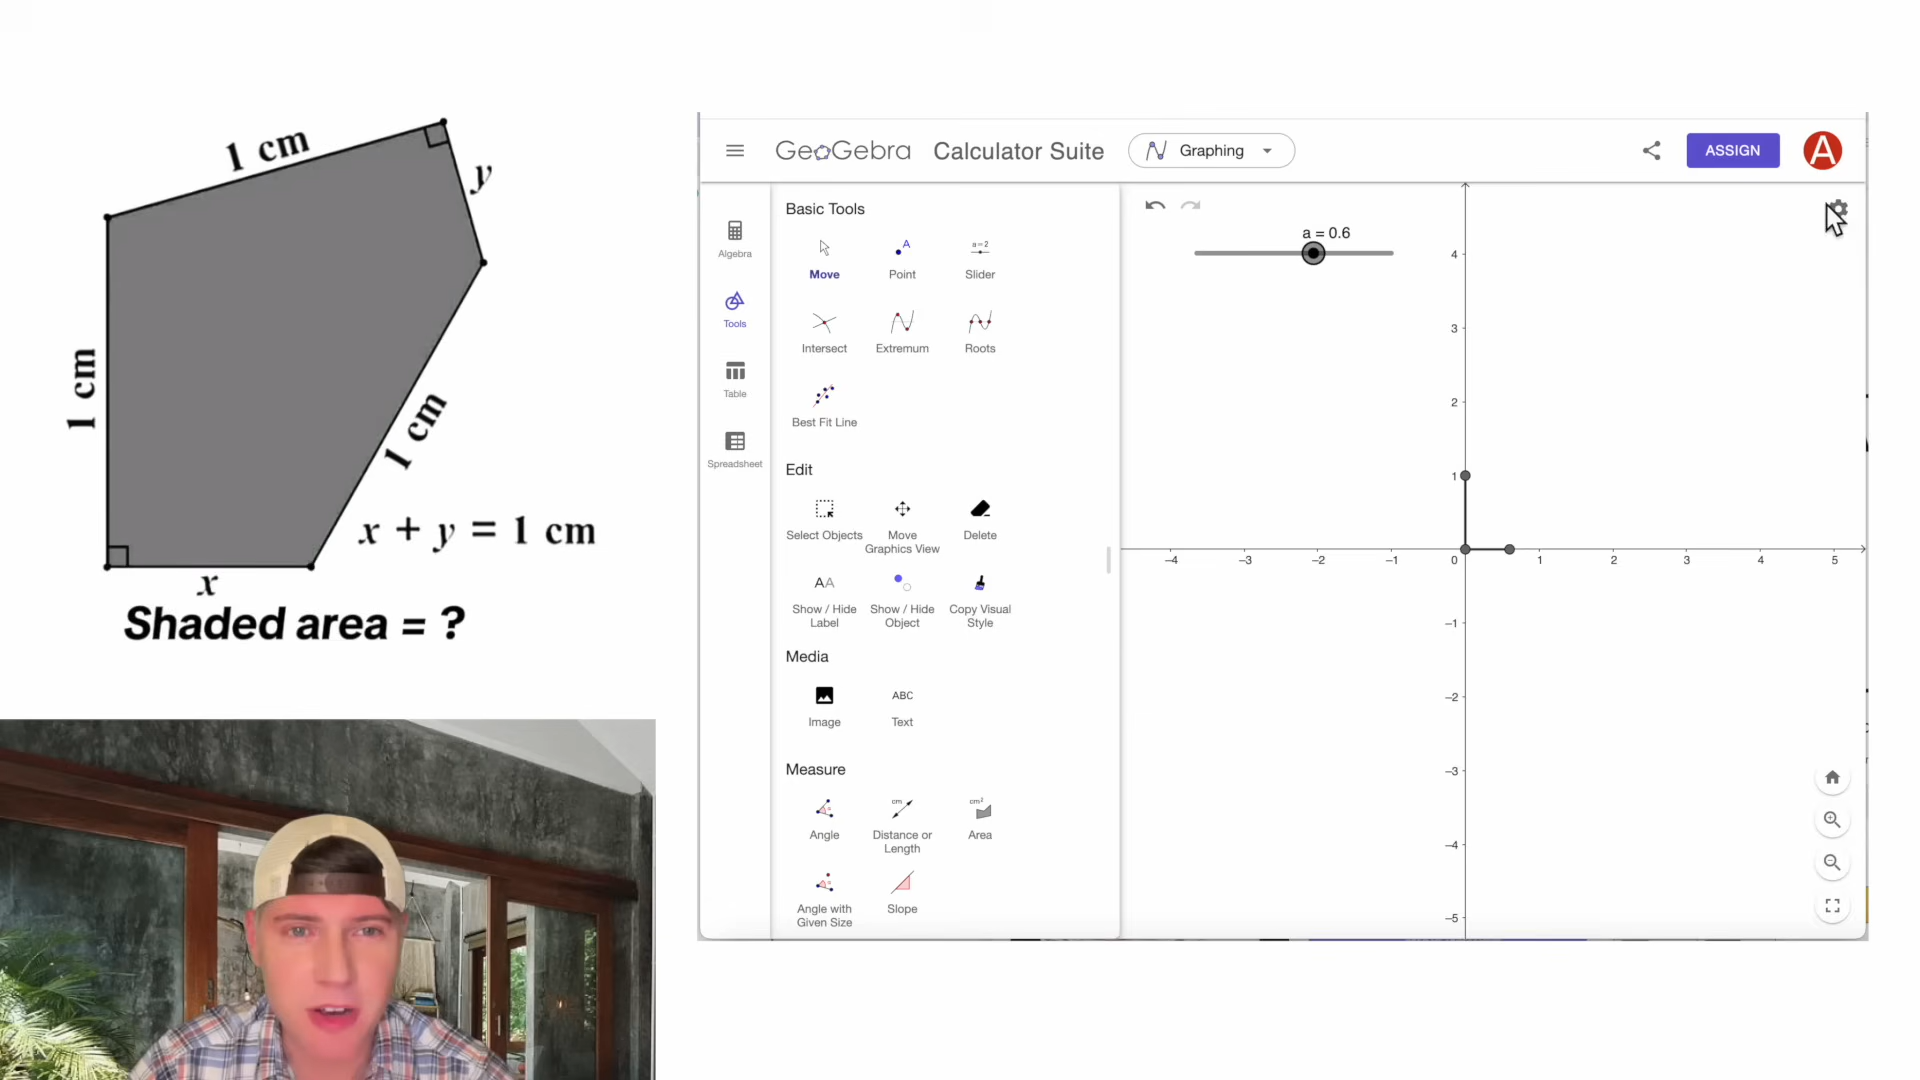 1 cm
y
1 cm
1 cm
x + y = 1 cm
x
Shaded area = ?
GeoGebra
Calculator Suite
Graphing
ASSIGN
A
Algebra
Tools
Table
Spreadsheet
Basic Tools
Move
A
Point
a=2
Slider
Intersect
Extremum
Roots
Best Fit Line
Edit
Select Objects
Move
Graphics View
Delete
AA
Show / Hide
Label
Show / Hide
Object
Copy Visual
Style
Media
Image
ABC
Text
Measure
Angle
cm
Distance or
Length
cm²
Area
Angle with
Given Size
Slope
a = 0.6
4
3
2
1
–4 –3 –2 –1 0 1 2 3 4 5
–1
–2
–3
–4
–5